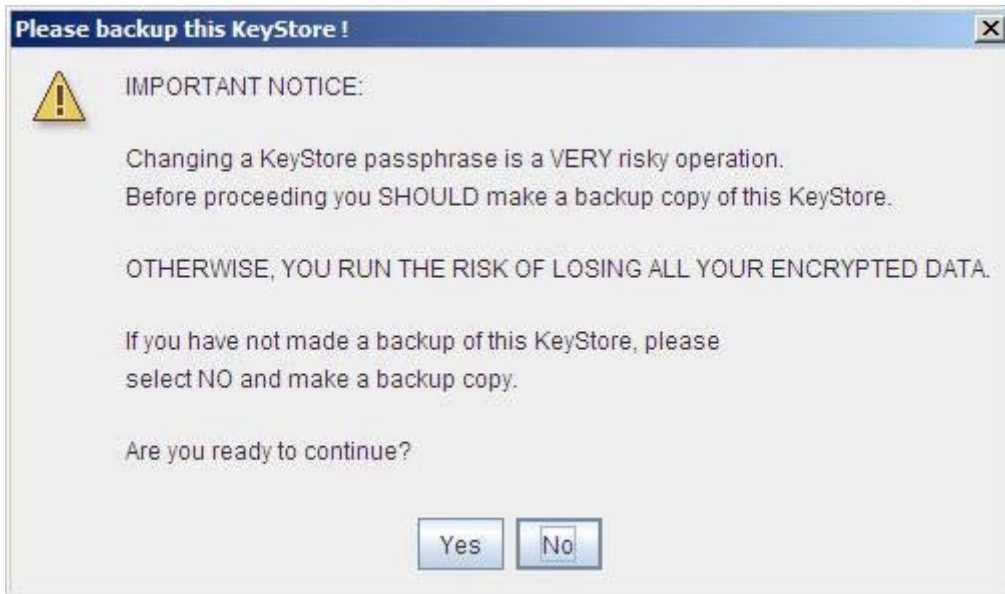 Please backup this KeyStore !
IMPORTANT NOTICE:
Changing a KeyStore passphrase is a VERY risky operation.
Before proceeding you SHOULD make a backup copy of this KeyStore.
OTHERWISE, YOU RUN THE RISK OF LOSING ALL YOUR ENCRYPTED DATA.
If you have not made a backup of this KeyStore, please
select NO and make a backup copy.
Are you ready to continue?
Yes No